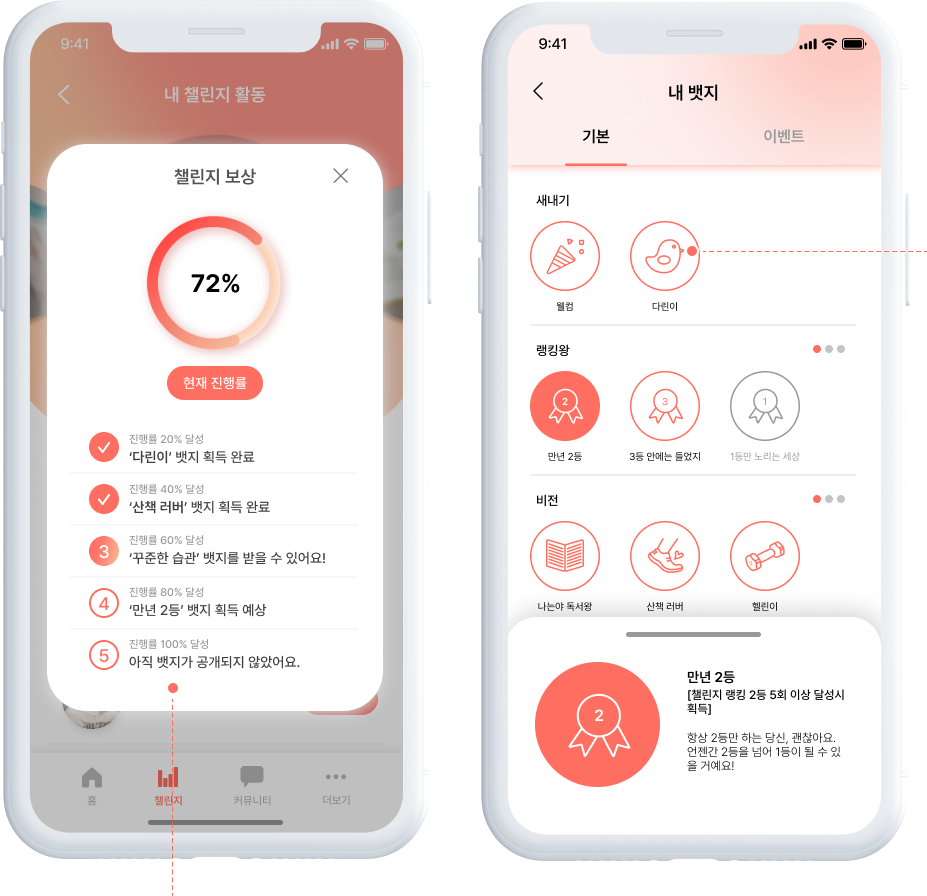 9:41
내 챌린지 활동
챌린지 보상
72%
현재 진행률
진행률 20% 달성
‘다린이’ 뱃지 획득 완료
진행률 40% 달성
‘산책 러버’ 뱃지 획득 완료
3
진행률 60% 달성
‘꾸준한 습관’ 뱃지를 받을 수 있어요!
4
진행률 80% 달성
‘만년 2등’ 뱃지 획득 예상
5
진행률 100% 달성
아직 뱃지가 공개되지 않았어요.
홈
챌린지
커뮤니티
더보기
9:41
내 뱃지
기본
이벤트
새내기
웰컴
다린이
랭킹왕
2
3
1
만년 2등
3등 안에는 들었지
1등만 노리는 세상
비전
나는야 독서왕
산책 러버
헬린이
2
만년 2등
[챌린지 랭킹 2등 5회 이상 달성시
획득]
항상 2등만 하는 당신, 괜찮아요.
언젠간 2등을 넘어 1등이 될 수 있
을 거예요!